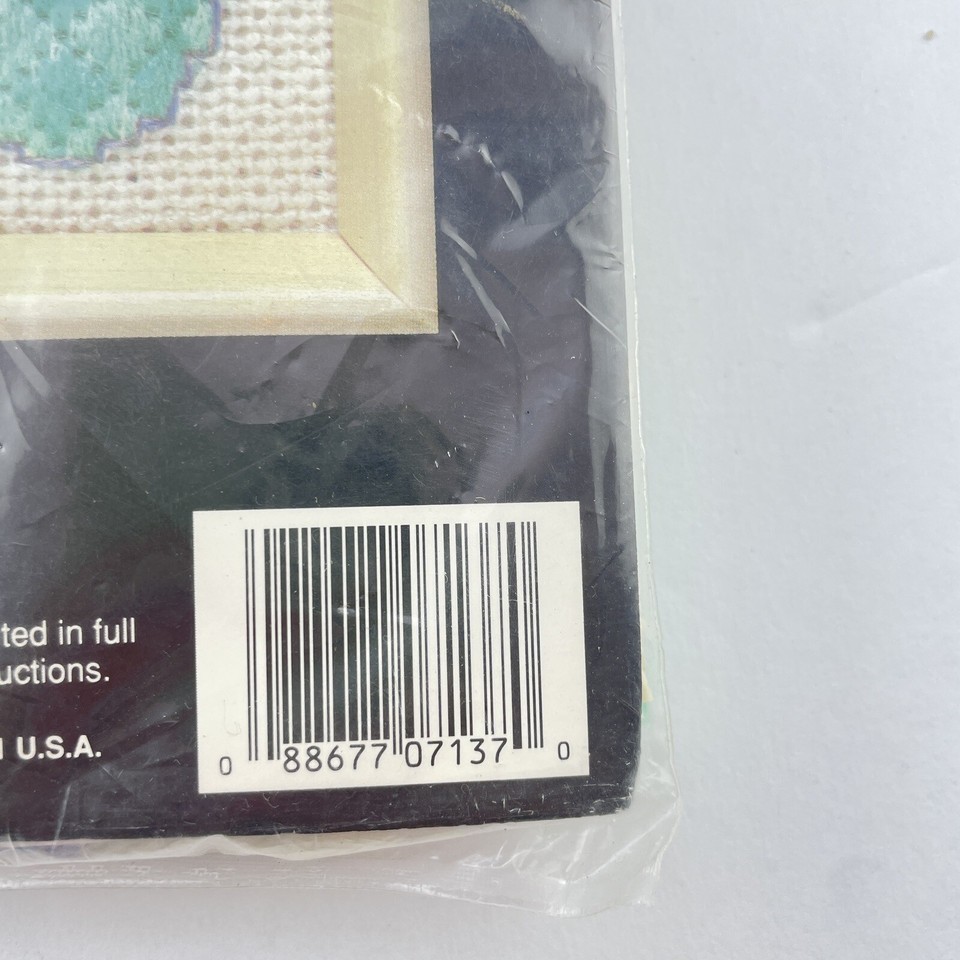 ted in full
uctions.
U.S.A.
0 88677 07137 0